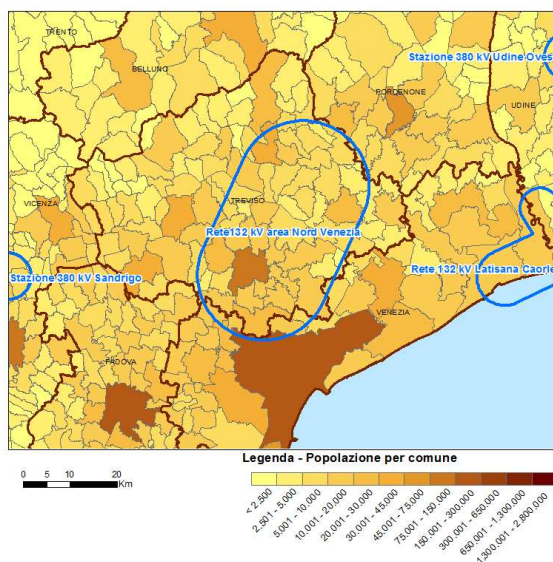 TRENTO
BELLUNO
Stazione 380 kV Udine Ovest
PORDENONE
UDINE
VICENZA
TREVISO
Rete 132 kV area Nord Venezia
Stazione 380 kV Sandrigo
Rete 132 kV Latisana Caorle
VENEZIA
PADOVA
0 5 10 20
Km
Legenda - Popolazione per comune
< 2.500
2.501 - 5.000
5.001 - 10.000
10.001 - 20.000
20.001 - 30.000
30.001 - 45.000
45.001 - 75.000
75.001 - 150.000
150.001 - 300.000
300.001 - 650.000
650.001 - 1.300.000
1.300.001 - 2.800.000